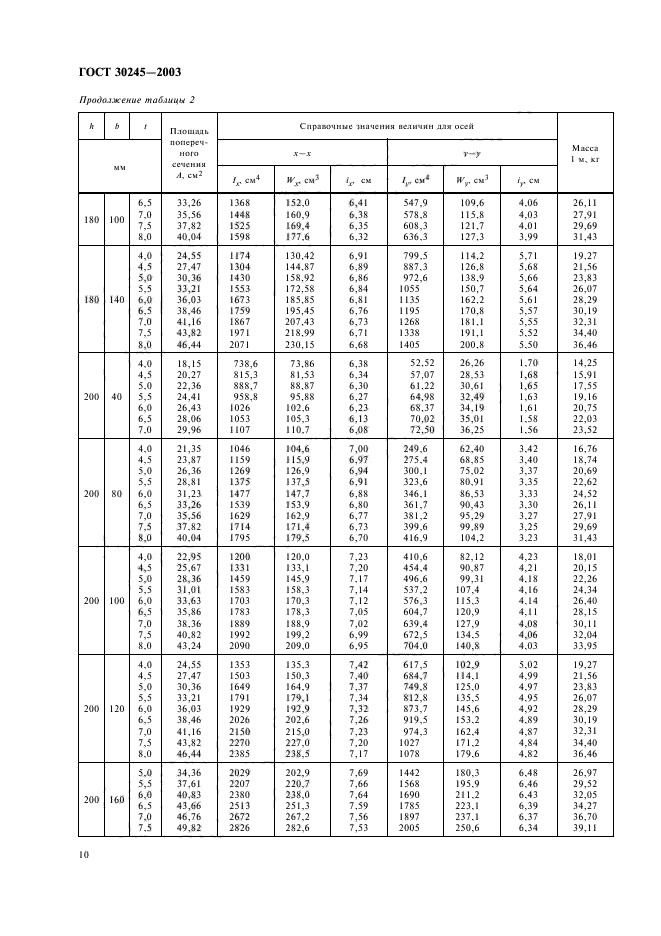 ГОСТ 30245—2003
Продолжение таблицы 2
h b t Площадь поперечного сечения A, см² Справочные значения величин для осей Масса 1 м, кг
мм x—x y—y
Iₓ, см⁴ Wₓ, см³ iₓ, см I_y, см⁴ W_y, см³ i_y, см
180 100
6,5 33,26 1368 152,0 6,41 547,9 109,6 4,06 26,11
7,0 35,56 1448 160,9 6,38 578,8 115,8 4,03 27,91
7,5 37,82 1525 169,4 6,35 608,3 121,7 4,01 29,69
8,0 40,04 1598 177,6 6,32 636,3 127,3 3,99 31,43
180 140
4,0 24,55 1174 130,42 6,91 799,5 114,2 5,71 19,27
4,5 27,47 1304 144,87 6,89 887,3 126,8 5,68 21,56
5,0 30,36 1430 158,92 6,86 972,6 138,9 5,66 23,83
5,5 33,21 1553 172,58 6,84 1055 150,7 5,64 26,07
6,0 36,03 1673 185,85 6,81 1135 162,2 5,61 28,29
6,5 38,46 1759 195,45 6,76 1195 170,8 5,57 30,19
7,0 41,16 1867 207,43 6,73 1268 181,1 5,55 32,31
7,5 43,82 1971 218,99 6,71 1338 191,1 5,52 34,40
8,0 46,44 2071 230,15 6,68 1405 200,8 5,50 36,46
200 40
4,0 18,15 738,6 73,86 6,38 52,52 26,26 1,70 14,25
4,5 20,27 815,3 81,53 6,34 57,07 28,53 1,68 15,91
5,0 22,36 888,7 88,87 6,30 61,22 30,61 1,65 17,55
5,5 24,41 958,8 95,88 6,27 64,98 32,49 1,63 19,16
6,0 26,43 1026 102,6 6,23 68,37 34,19 1,61 20,75
6,5 28,06 1053 105,3 6,13 70,02 35,01 1,58 22,03
7,0 29,96 1107 110,7 6,08 72,50 36,25 1,56 23,52
200 80
4,0 21,35 1046 104,6 7,00 249,6 62,40 3,42 16,76
4,5 23,87 1159 115,9 6,97 275,4 68,85 3,40 18,74
5,0 26,36 1269 126,9 6,94 300,1 75,02 3,37 20,69
5,5 28,81 1375 137,5 6,91 323,6 80,91 3,35 22,62
6,0 31,23 1477 147,7 6,88 346,1 86,53 3,33 24,52
6,5 33,26 1539 153,9 6,80 361,7 90,43 3,30 26,11
7,0 35,56 1629 162,9 6,77 381,2 95,29 3,27 27,91
7,5 37,82 1714 171,4 6,73 399,6 99,89 3,25 29,69
8,0 40,04 1795 179,5 6,70 416,9 104,2 3,23 31,43
200 100
4,0 22,95 1200 120,0 7,23 410,6 82,12 4,23 18,01
4,5 25,67 1331 133,1 7,20 454,4 90,87 4,21 20,15
5,0 28,36 1459 145,9 7,17 496,6 99,31 4,18 22,26
5,5 31,01 1583 158,3 7,14 537,2 107,4 4,16 24,34
6,0 33,63 1703 170,3 7,12 576,3 115,3 4,14 26,40
6,5 35,86 1783 178,3 7,05 604,7 120,9 4,11 28,15
7,0 38,36 1889 188,9 7,02 639,4 127,9 4,08 30,11
7,5 40,82 1992 199,2 6,99 672,5 134,5 4,06 32,04
8,0 43,24 2090 209,0 6,95 704,0 140,8 4,03 33,95
200 120
4,0 24,55 1353 135,3 7,42 617,5 102,9 5,02 19,27
4,5 27,47 1503 150,3 7,40 684,7 114,1 4,99 21,56
5,0 30,36 1649 164,9 7,37 749,8 125,0 4,97 23,83
5,5 33,21 1791 179,1 7,34 812,8 135,5 4,95 26,07
6,0 36,03 1929 192,9 7,32 873,7 145,6 4,92 28,29
6,5 38,46 2026 202,6 7,26 919,5 153,2 4,89 30,19
7,0 41,16 2150 215,0 7,23 974,3 162,4 4,87 32,31
7,5 43,82 2270 227,0 7,20 1027 171,2 4,84 34,40
8,0 46,44 2385 238,5 7,17 1078 179,6 4,82 36,46
200 160
5,0 34,36 2029 202,9 7,69 1442 180,3 6,48 26,97
5,5 37,61 2207 220,7 7,66 1568 195,9 6,46 29,52
6,0 40,83 2380 238,0 7,64 1690 211,2 6,43 32,05
6,5 43,66 2513 251,3 7,59 1785 223,1 6,39 34,27
7,0 46,76 2672 267,2 7,56 1897 237,1 6,37 36,70
7.5 49,82 2826 282,6 7,53 2005 250,6 6,34 39,11
10